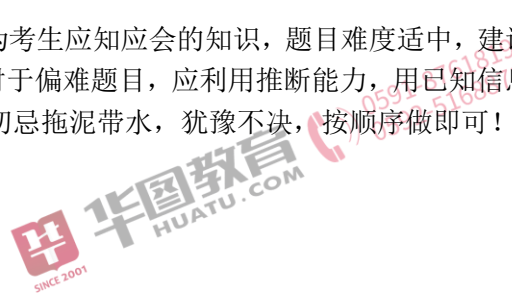 为考生应知应会的知识，题目难度适中，建议
对于偏难题目，应利用推断能力，用已知信息
切忌拖泥带水，犹豫不决，按顺序做即可！
华图教育
HUATU.COM
SINCE 2001